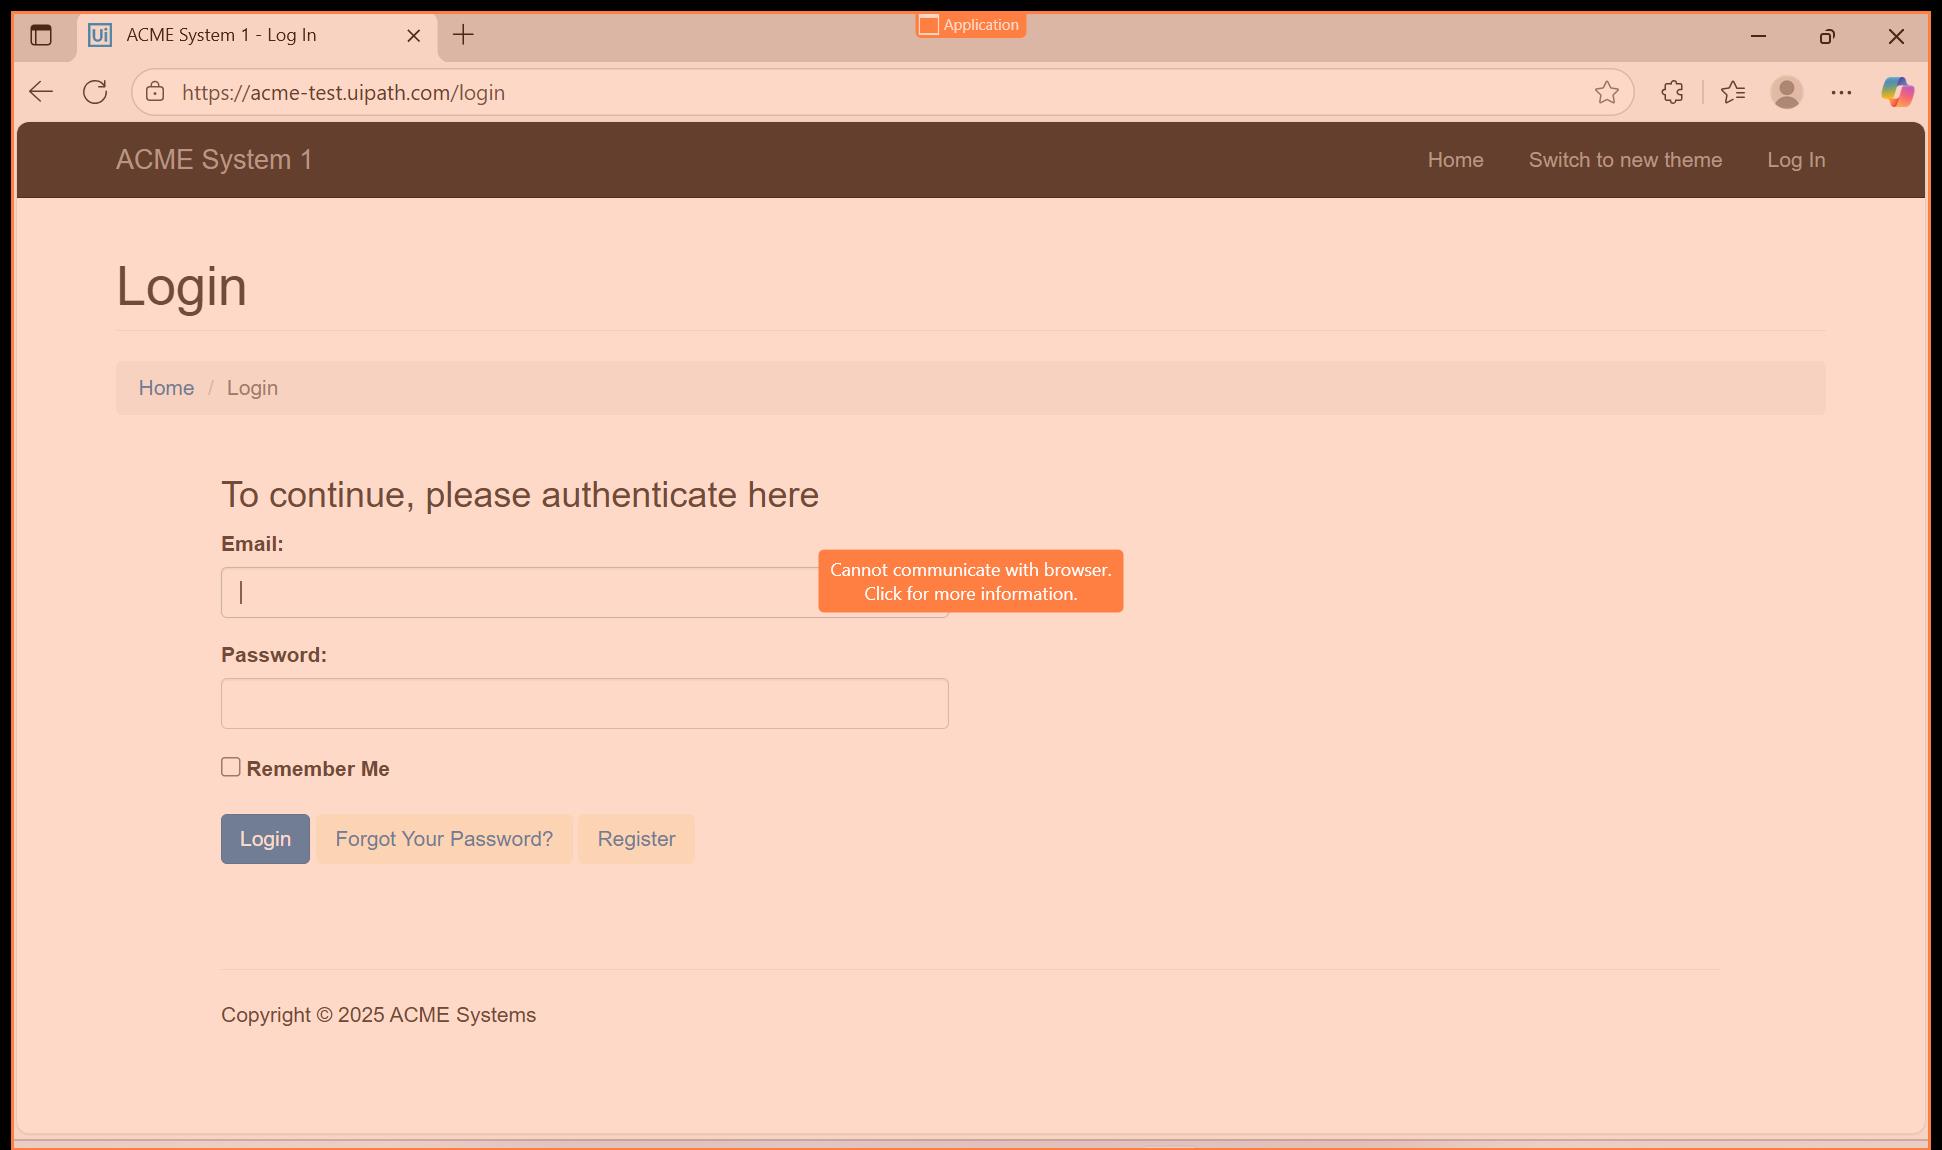 Ui ACME System 1 - Log In
Application
https://acme-test.uipath.com/login
ACME System 1
Home
Switch to new theme
Log In
Login
Home / Login
To continue, please authenticate here
Email:
Cannot communicate with browser.
Click for more information.
Password:
Remember Me
Login
Forgot Your Password?
Register
Copyright © 2025 ACME Systems